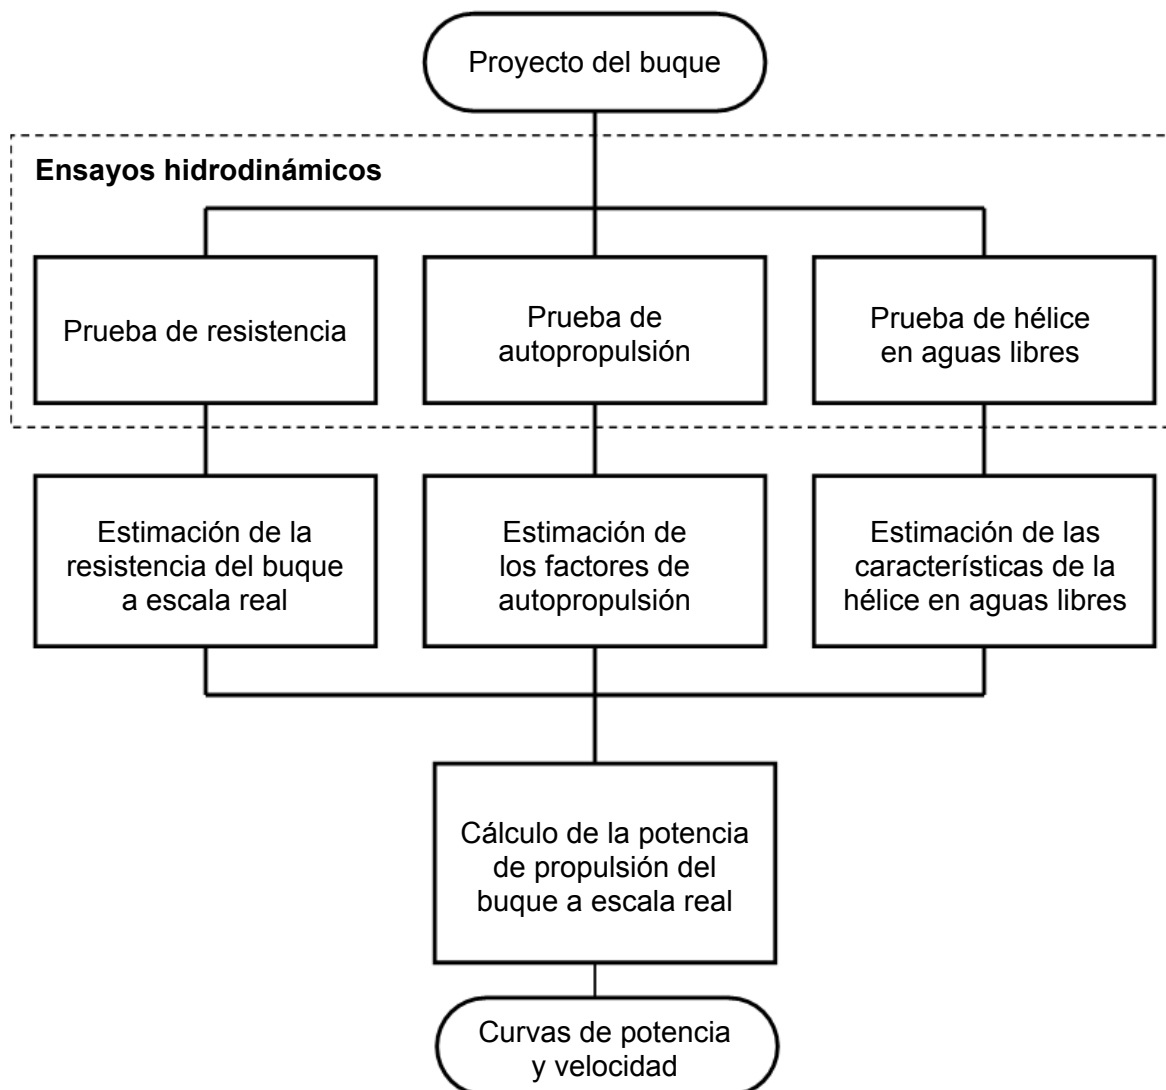 Proyecto del buque
Ensayos hidrodinámicos
Prueba de resistencia
Prueba de
autopropulsión
Prueba de hélice
en aguas libres
Estimación de la
resistencia del buque
a escala real
Estimación de
los factores de
autopropulsión
Estimación de las
características de la
hélice en aguas libres
Cálculo de la potencia
de propulsión del
buque a escala real
Curvas de potencia
y velocidad